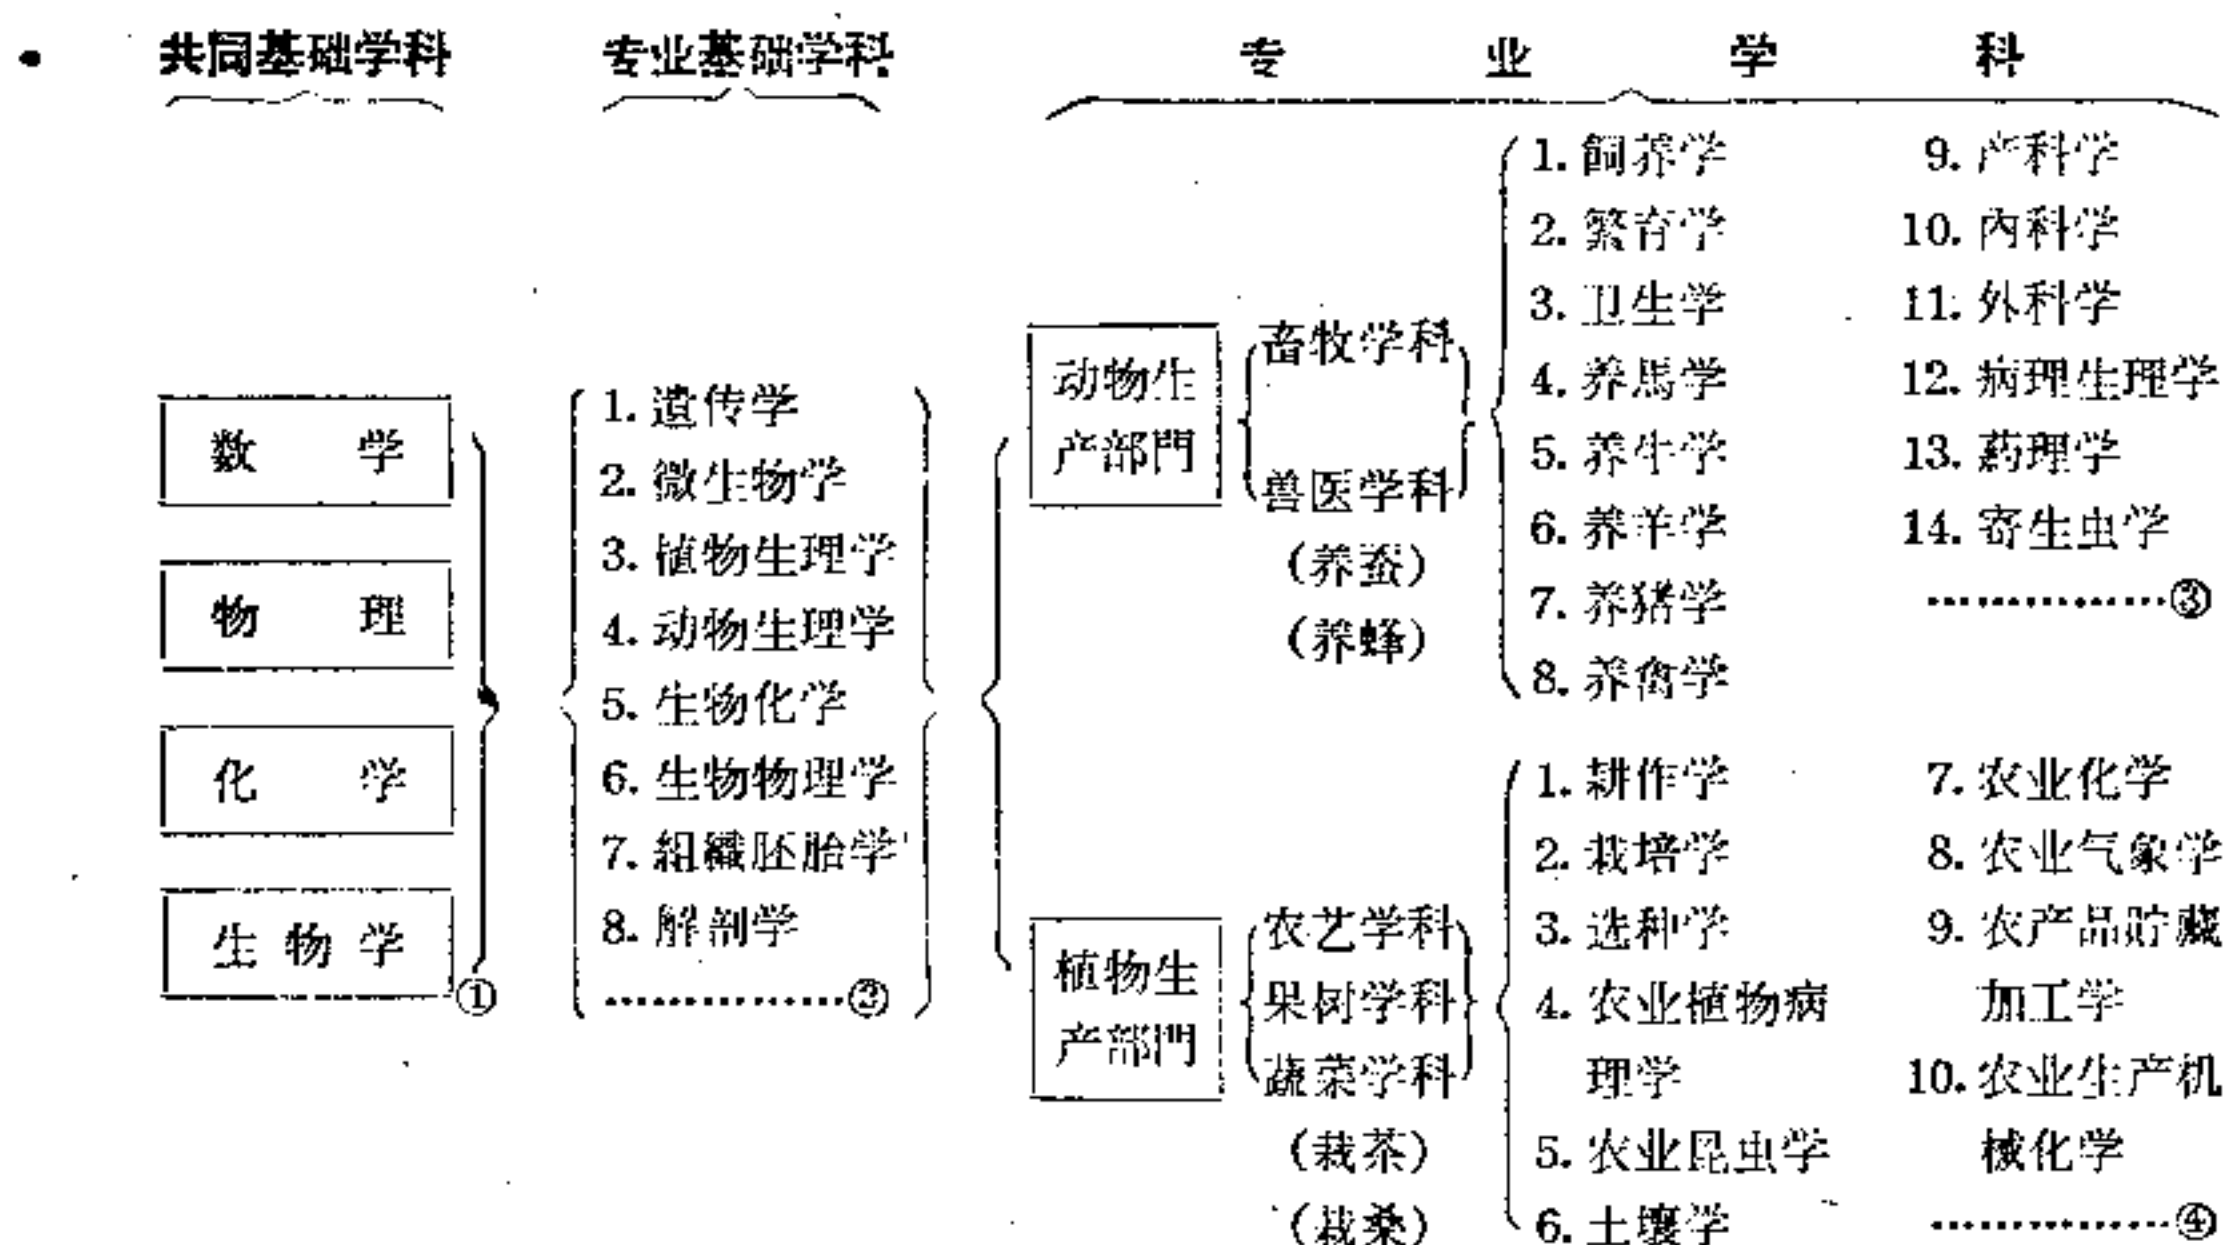 共同基础学科
专业基础学科
专业学科
数学
物理
化学
生物学
①
1. 遺传学
2. 微生物学
3. 植物生理学
4. 动物生理学
5. 生物化学
6. 生物物理学
7. 組織胚胎学
8. 解剖学
……………②
动物生
产部門
畜牧学科
兽医学科
(养蚕)
(养蜂)
1. 飼养学
2. 繁育学
3. 卫生学
4. 养馬学
5. 养牛学
6. 养羊学
7. 养猪学
8. 养禽学
9. 产科学
10. 內科学
11. 外科学
12. 病理生理学
13. 葯理学
14. 寄生虫学
……………③
植物生
产部門
农艺学科
果树学科
蔬菜学科
(栽茶)
(栽桑)
1. 耕作学
2. 栽培学
3. 选种学
4. 农业植物病
理学
5. 农业昆虫学
6. 土壤学
7. 农业化学
8. 农业气象学
9. 农产品贮藏
加工学
10. 农业生产机
械化学
……………④